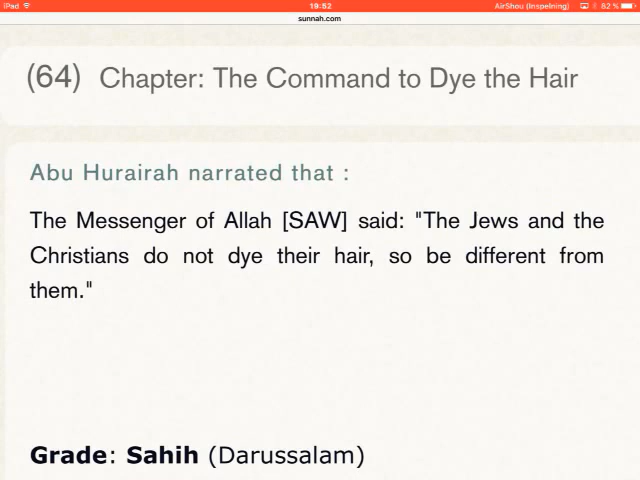 iPad 19:52 AirShou (Inspelning) 82 %
sunnah.com
(64) Chapter: The Command to Dye the Hair
Abu Hurairah narrated that :
The Messenger of Allah [SAW] said: "The Jews and the
Christians do not dye their hair, so be different from
them."
Grade: Sahih (Darussalam)